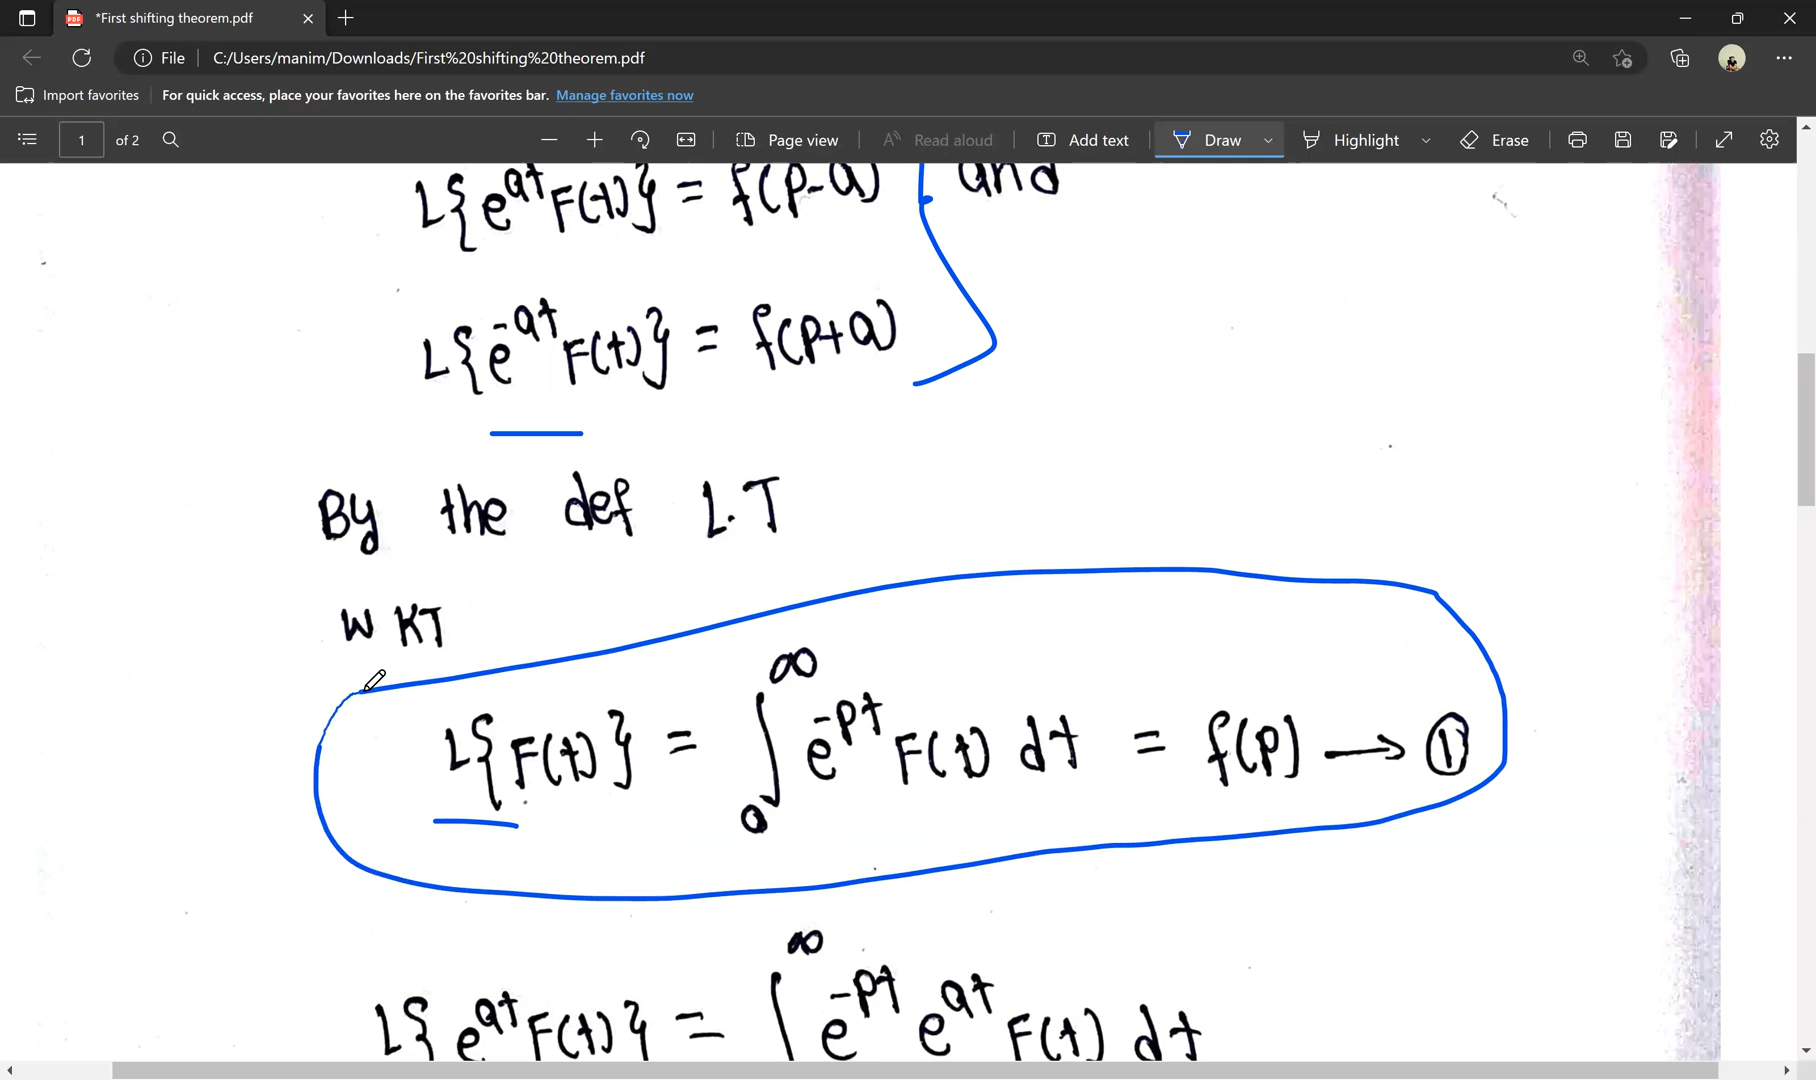 *First shifting theorem.pdf
File C:/Users/manim/Downloads/First%20shifting%20theorem.pdf
Import favorites For quick access, place your favorites here on the favorites bar. Manage favorites now
1 of 2 Page view Read aloud Add text Draw Highlight Erase
L{e^{at} F(t)} = f(p-a) and
L{e^{-at} F(t)} = f(p+a)
By the def L.T
W KT
L{F(t)} = ∫_0^∞ e^{-pt} F(t) dt = f(p) → ①
L{e^{at} F(t)} = ∫^∞ e^{-pt} e^{at} F(t) dt